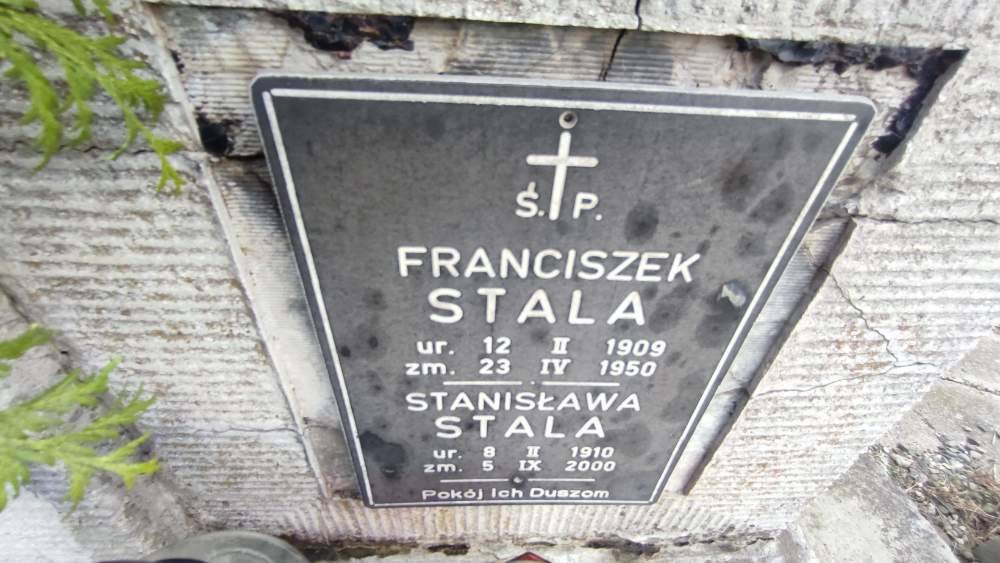 Ś. P.
FRANCISZEK
STALA
ur. 12 II 1909
zm. 23 IV 1950
STANISŁAWA
STALA
ur. 8 II 1910
zm. 5 IX 2000
Pokój Ich Duszom